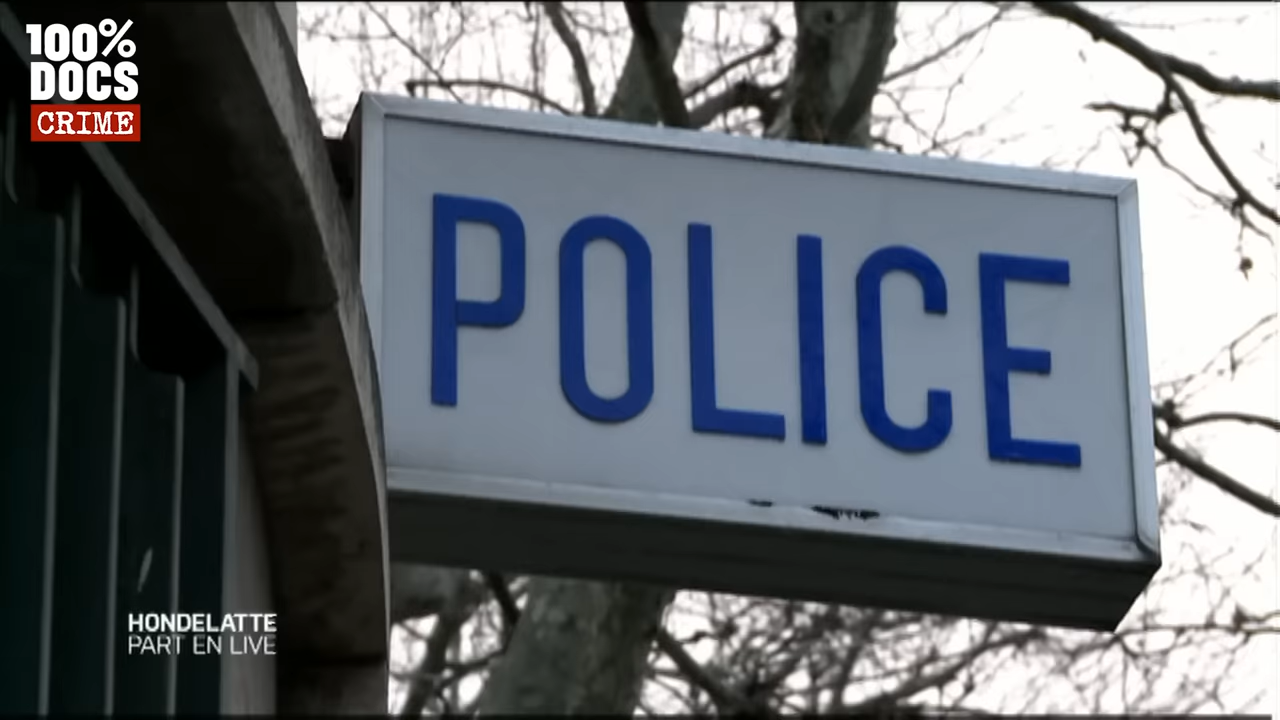 100%
DOCS
CRIME
POLICE
HONDELATTE
PART EN LIVE